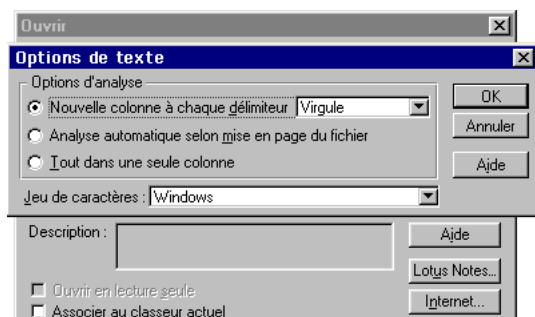 Ouvrir
Options de texte
Options d'analyse
Nouvelle colonne à chaque délimiteur Virgule
OK
Analyse automatique selon mise en page du fichier
Annuler
Tout dans une seule colonne
Aide
Jeu de caractères : Windows
Description :
Aide
Lotus Notes...
Ouvrir en lecture seule
Internet...
Associer au classeur actuel